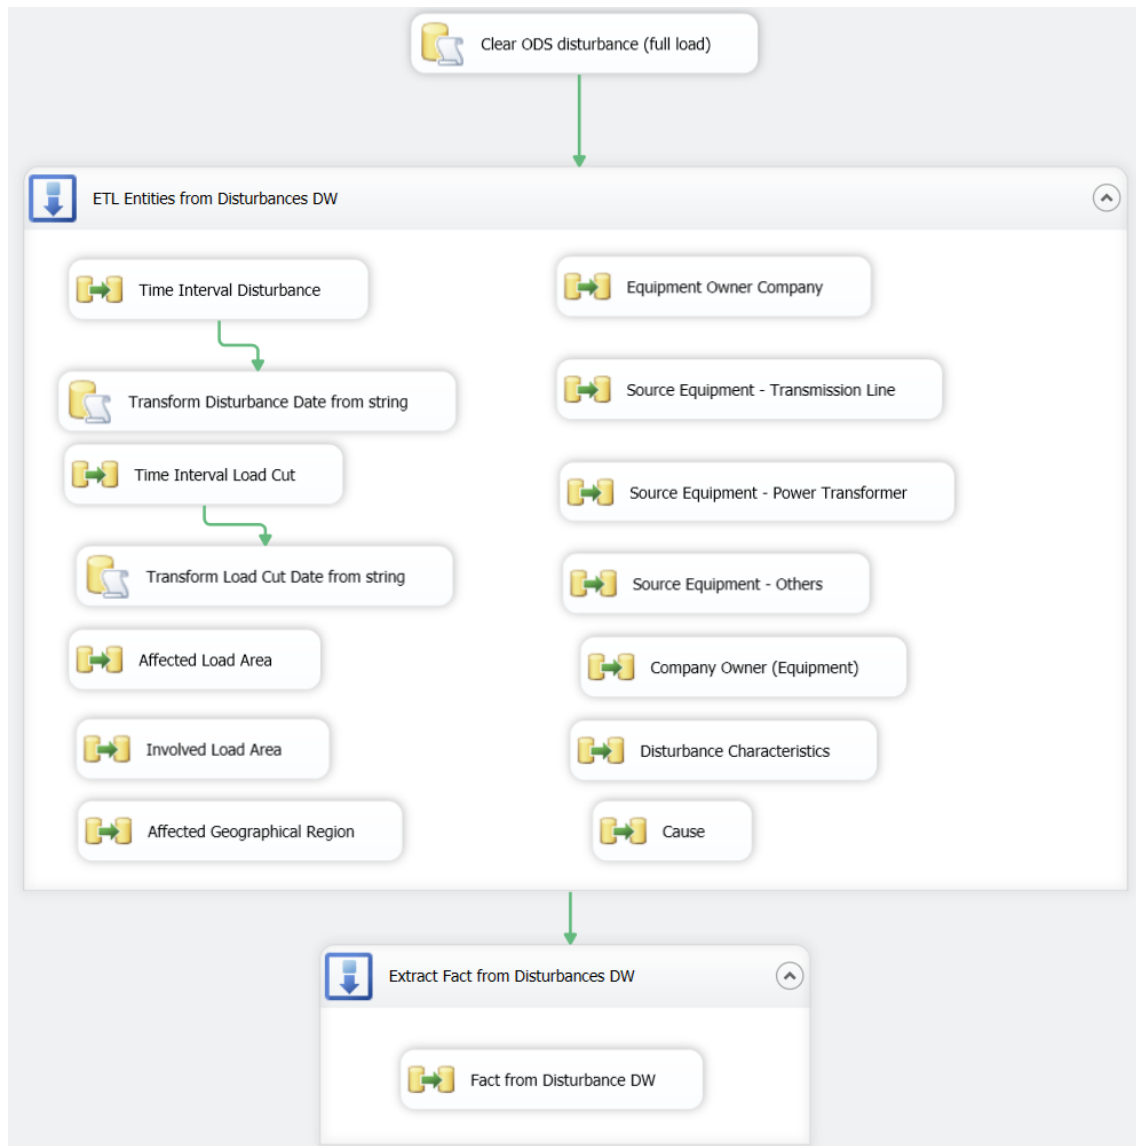 Clear ODS disturbance (full load)
ETL Entities from Disturbances DW
Time Interval Disturbance
Transform Disturbance Date from string
Time Interval Load Cut
Transform Load Cut Date from string
Affected Load Area
Involved Load Area
Affected Geographical Region
Equipment Owner Company
Source Equipment - Transmission Line
Source Equipment - Power Transformer
Source Equipment - Others
Company Owner (Equipment)
Disturbance Characteristics
Cause
Extract Fact from Disturbances DW
Fact from Disturbance DW